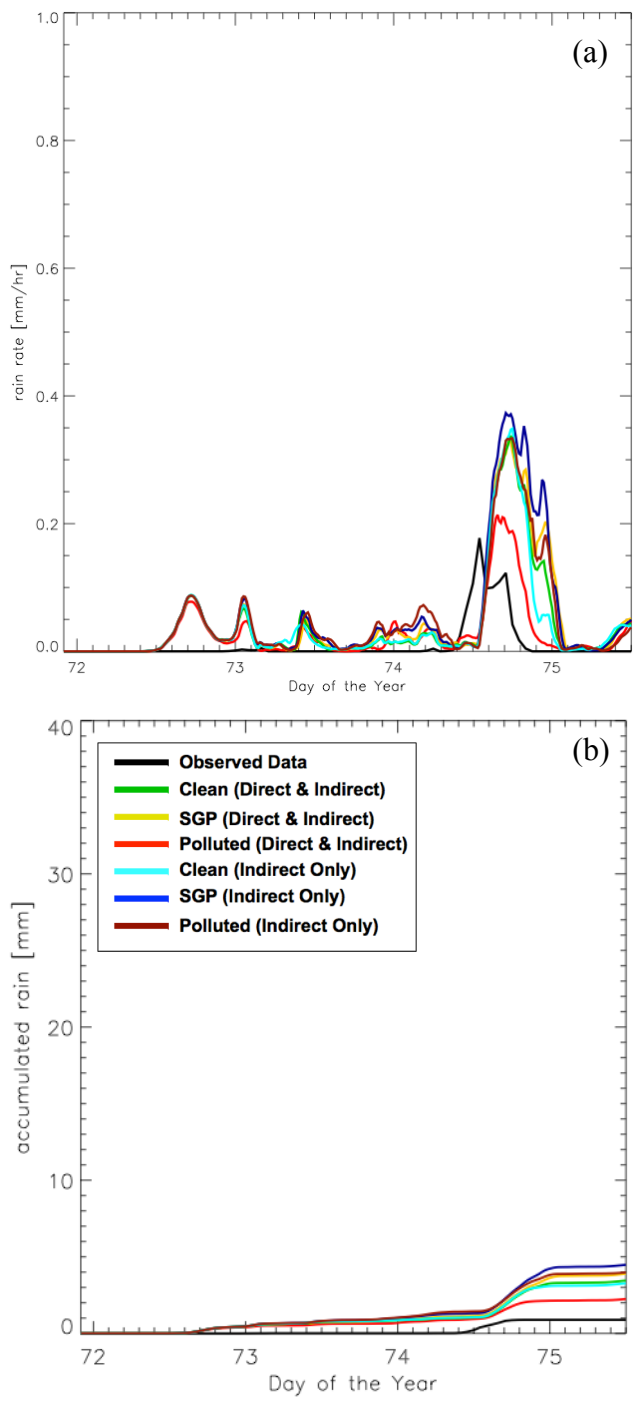 1.0
(a)
0.8
0.6
rain rate [mm/hr]
0.4
0.2
0.0
72 73 74 75
Day of the Year
40
(b)
Observed Data
Clean (Direct & Indirect)
SGP (Direct & Indirect)
Polluted (Direct & Indirect)
Clean (Indirect Only)
SGP (Indirect Only)
Polluted (Indirect Only)
30
accumulated rain [mm]
20
10
0
72 73 74 75
Day of the Year